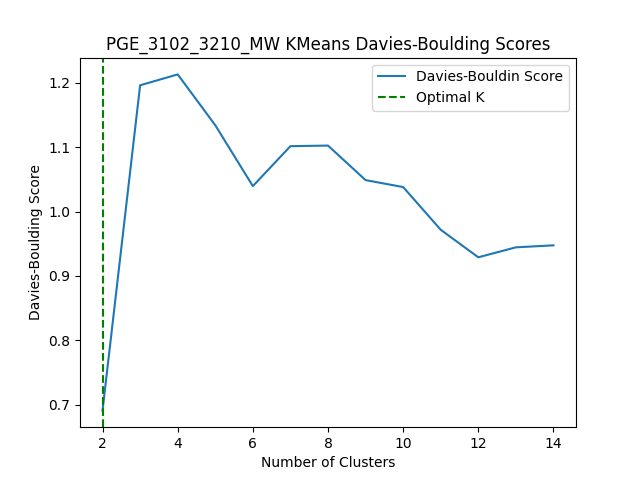 PGE_3102_3210_MW KMeans Davies-Boulding Scores
Davies-Bouldin Score
Optimal K
Davies-Boulding Score
1.2
1.1
1.0
0.9
0.8
0.7
2 4 6 8 10 12 14
Number of Clusters